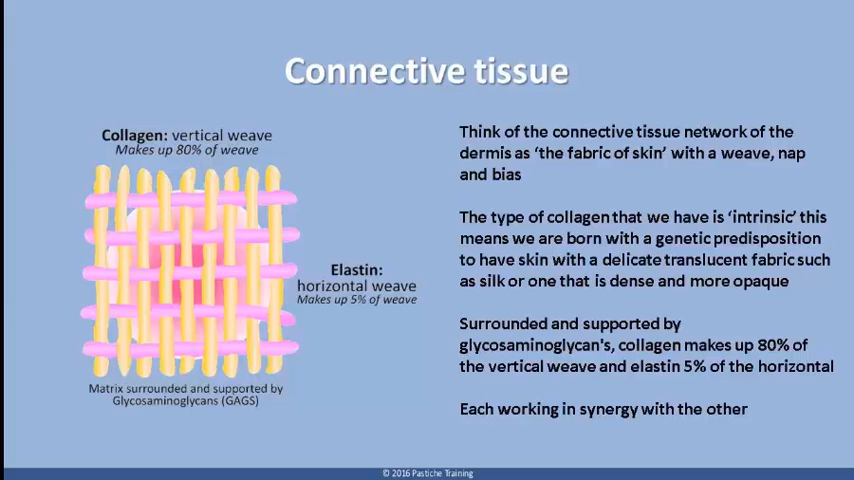 Connective tissue
Collagen: vertical weave
Makes up 80% of weave
Elastin:
horizontal weave
Makes up 5% of weave
Matrix surrounded and supported by
Glycosaminoglycans (GAGS)
Think of the connective tissue network of the
dermis as ‘the fabric of skin’ with a weave, nap
and bias
The type of collagen that we have is ‘intrinsic’ this
means we are born with a genetic predisposition
to have skin with a delicate translucent fabric such
as silk or one that is dense and more opaque
Surrounded and supported by
glycosaminoglycan's, collagen makes up 80% of
the vertical weave and elastin 5% of the horizontal
Each working in synergy with the other
© 2016 Pastiche Training